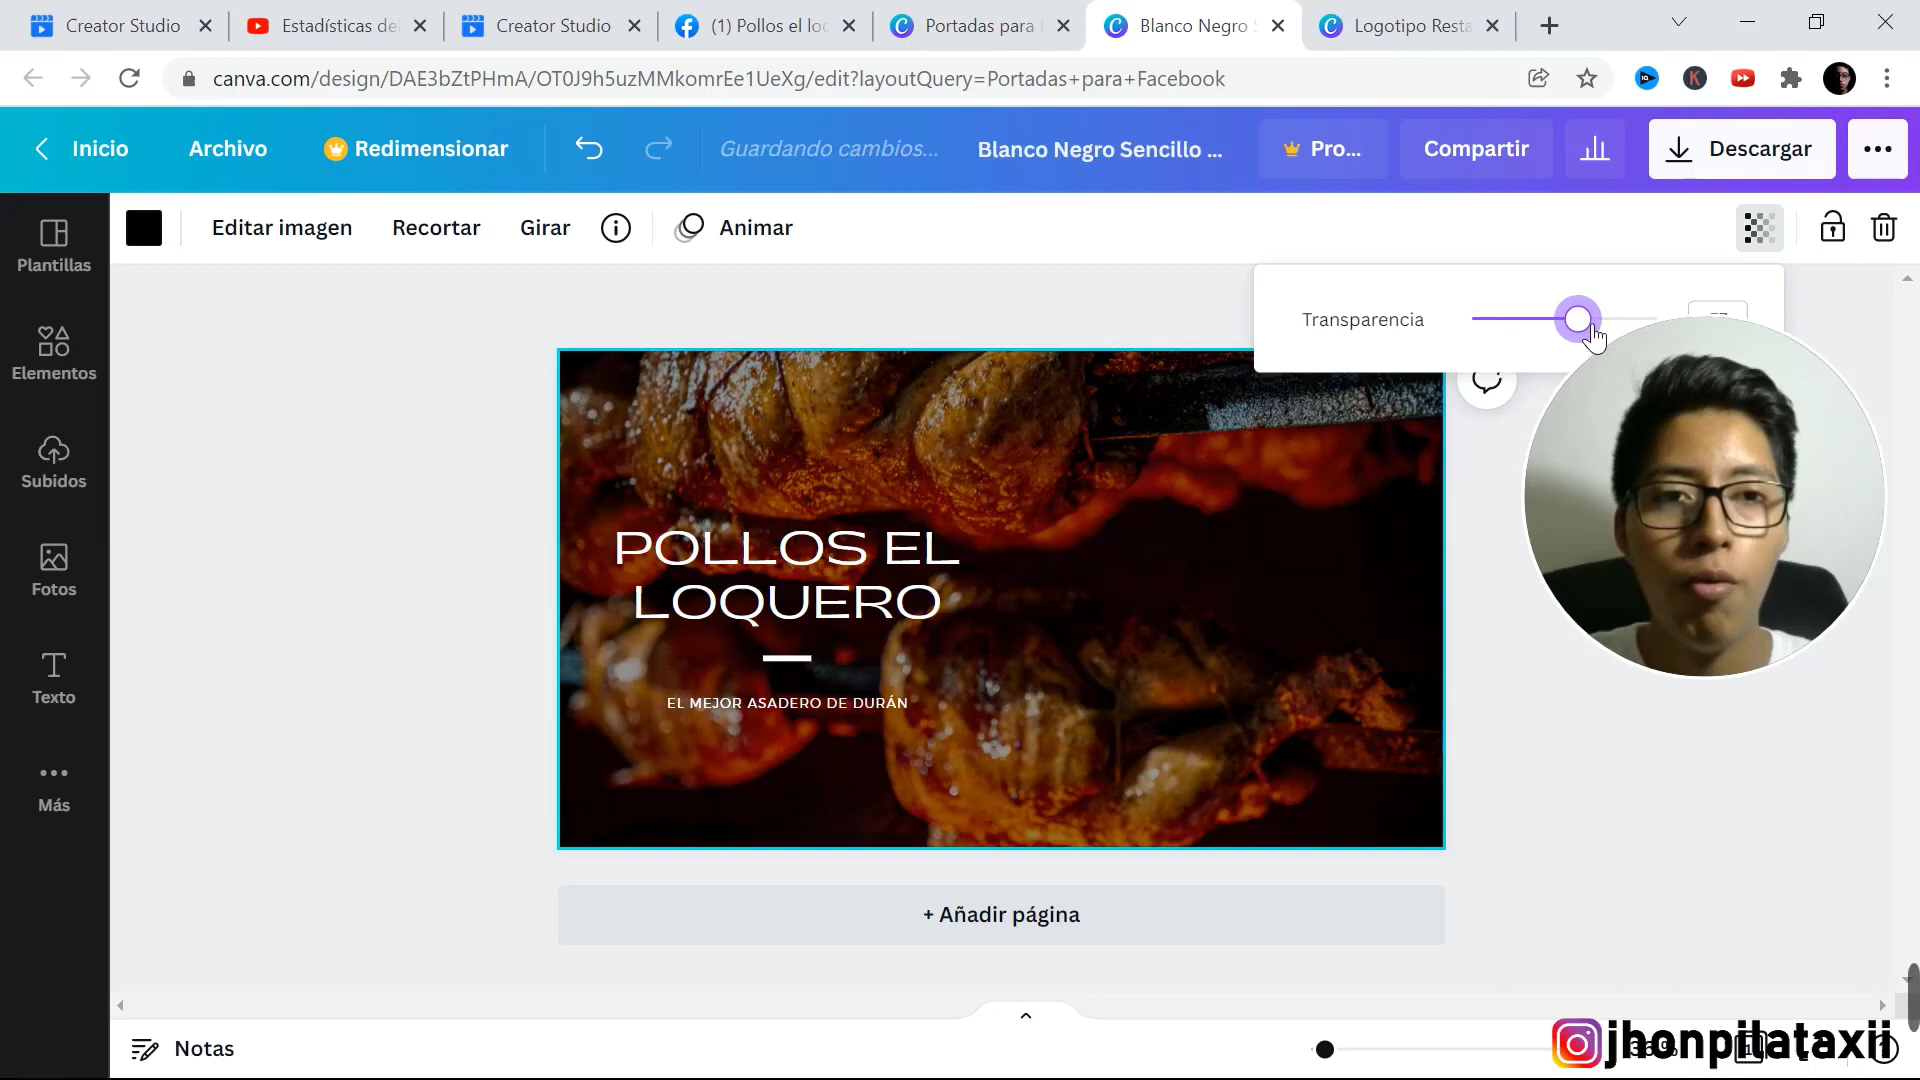 Creator Studio
Estadísticas del
Creator Studio
(1) Pollos el loc
Portadas para
Blanco Negro S
Logotipo Resta
canva.com/design/DAE3bZtPHmA/OT0J9h5uzMMkomrEe1UeXg/edit?layoutQuery=Portadas+para+Facebook
Inicio
Archivo
Redimensionar
Guardando cambios...
Blanco Negro Sencillo ...
Pro...
Compartir
Descargar
Editar imagen
Recortar
Girar
Animar
Plantillas
Elementos
Subidos
Fotos
Texto
Más
Transparencia
POLLOS EL
LOQUERO
EL MEJOR ASADERO DE DURÁN
+ Añadir página
Notas
jhonpilataxii